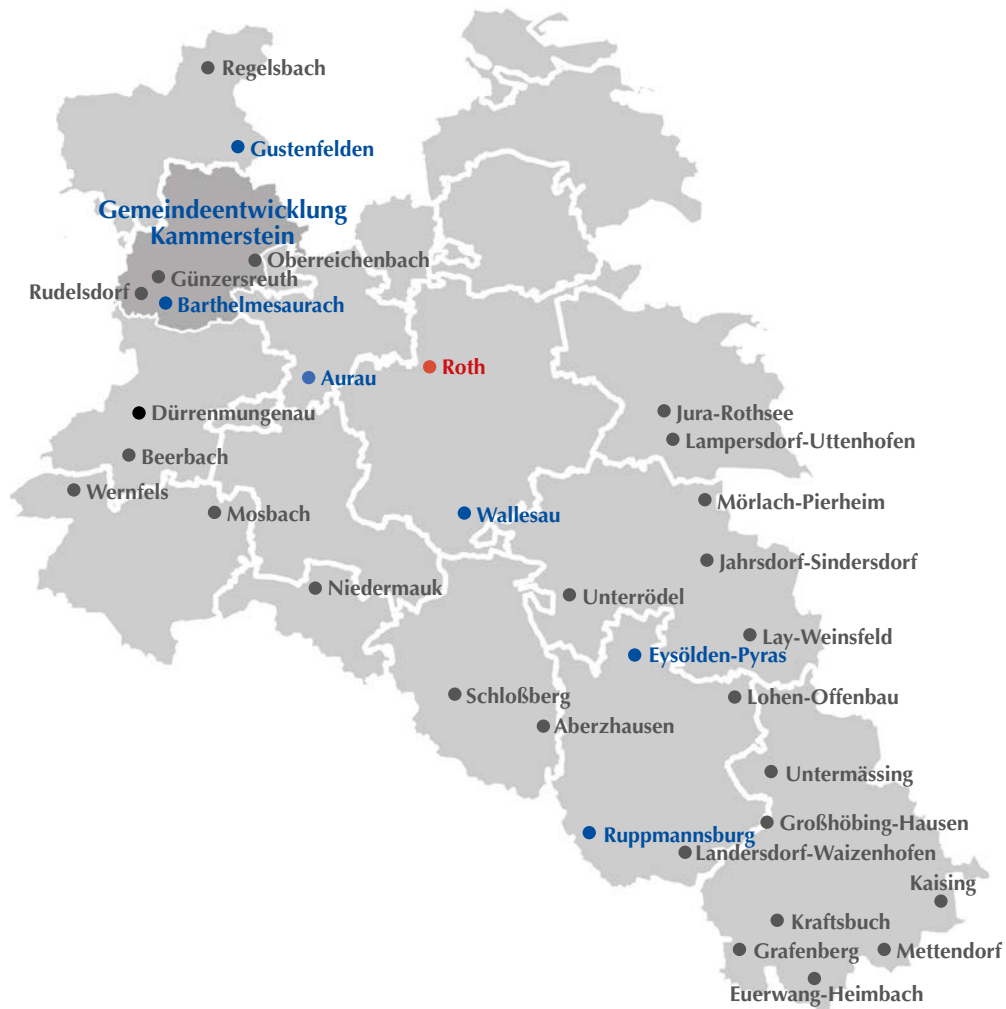 Regelsbach
Gustenfelden
Gemeindeentwicklung
Kammerstein
Oberreichenbach
Günzersreuth
Rudelsdorf
Barthelmesaurach
Roth
Aurau
Dürrenmungenau
Jura-Rothsee
Lampersdorf-Uttenhofen
Beerbach
Wernfels
Mörlach-Pierheim
Mosbach
Wallesau
Jahrsdorf-Sindersdorf
Niedermauk
Unterrödel
Lay-Weinsfeld
Eysölden-Pyras
Schloßberg
Lohen-Offenbau
Aberzhausen
Untermässing
Großhöbing-Hausen
Ruppmannsburg
Landersdorf-Waizenhofen
Kaising
Kraftsbuch
Grafenberg
Mettendorf
Euerwang-Heimbach